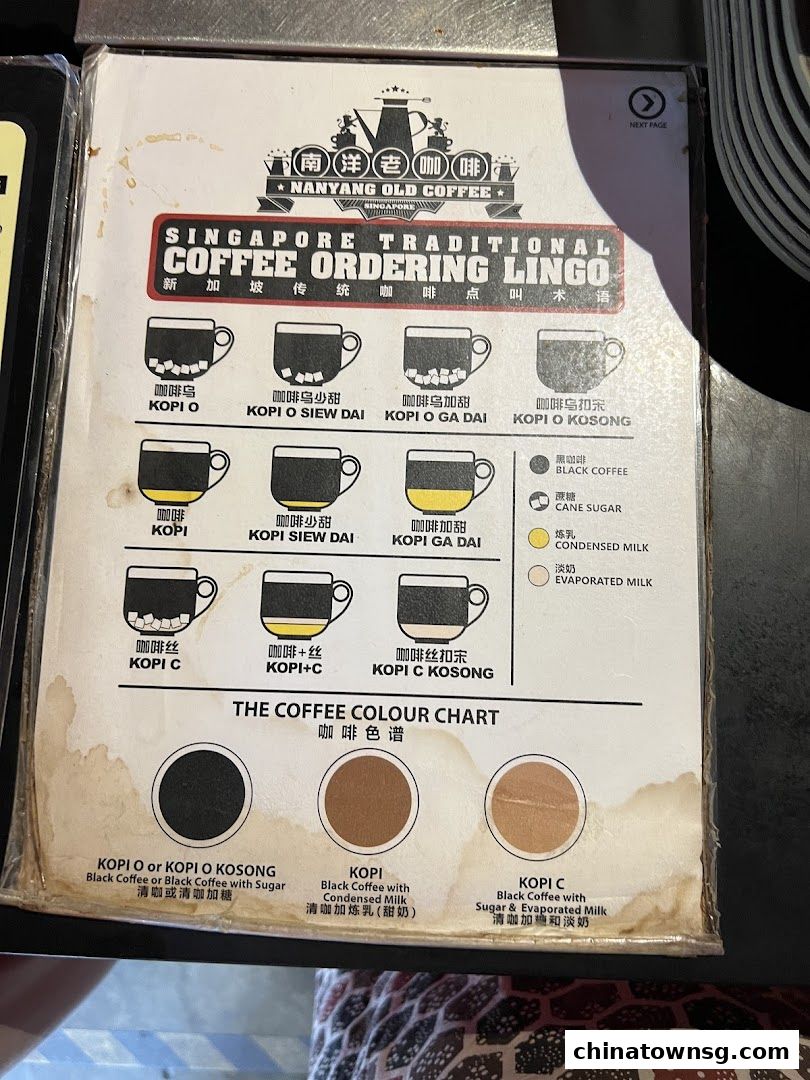 NEXT PAGE
南洋老咖啡
NANYANG OLD COFFEE
SINGAPORE
SINGAPORE TRADITIONAL
COFFEE ORDERING LINGO
新加坡传统咖啡点叫术语
咖啡乌
KOPI O
咖啡乌少甜
KOPI O SIEW DAI
咖啡乌加甜
KOPI O GA DAI
咖啡乌扣宋
KOPI O KOSONG
咖啡
KOPI
咖啡少甜
KOPI SIEW DAI
咖啡加甜
KOPI GA DAI
黑咖啡
BLACK COFFEE
蔗糖
CANE SUGAR
炼乳
CONDENSED MILK
淡奶
EVAPORATED MILK
咖啡丝
KOPI C
咖啡+丝
KOPI+C
咖啡丝扣宋
KOPI C KOSONG
THE COFFEE COLOUR CHART
咖啡色谱
KOPI O or KOPI O KOSONG
Black Coffee or Black Coffee with Sugar
清咖或清咖加糖
KOPI
Black Coffee with
Condensed Milk
清咖加炼乳(甜奶)
KOPI C
Black Coffee with
Sugar & Evaporated Milk
清咖加糖和淡奶
chinatownsg.com